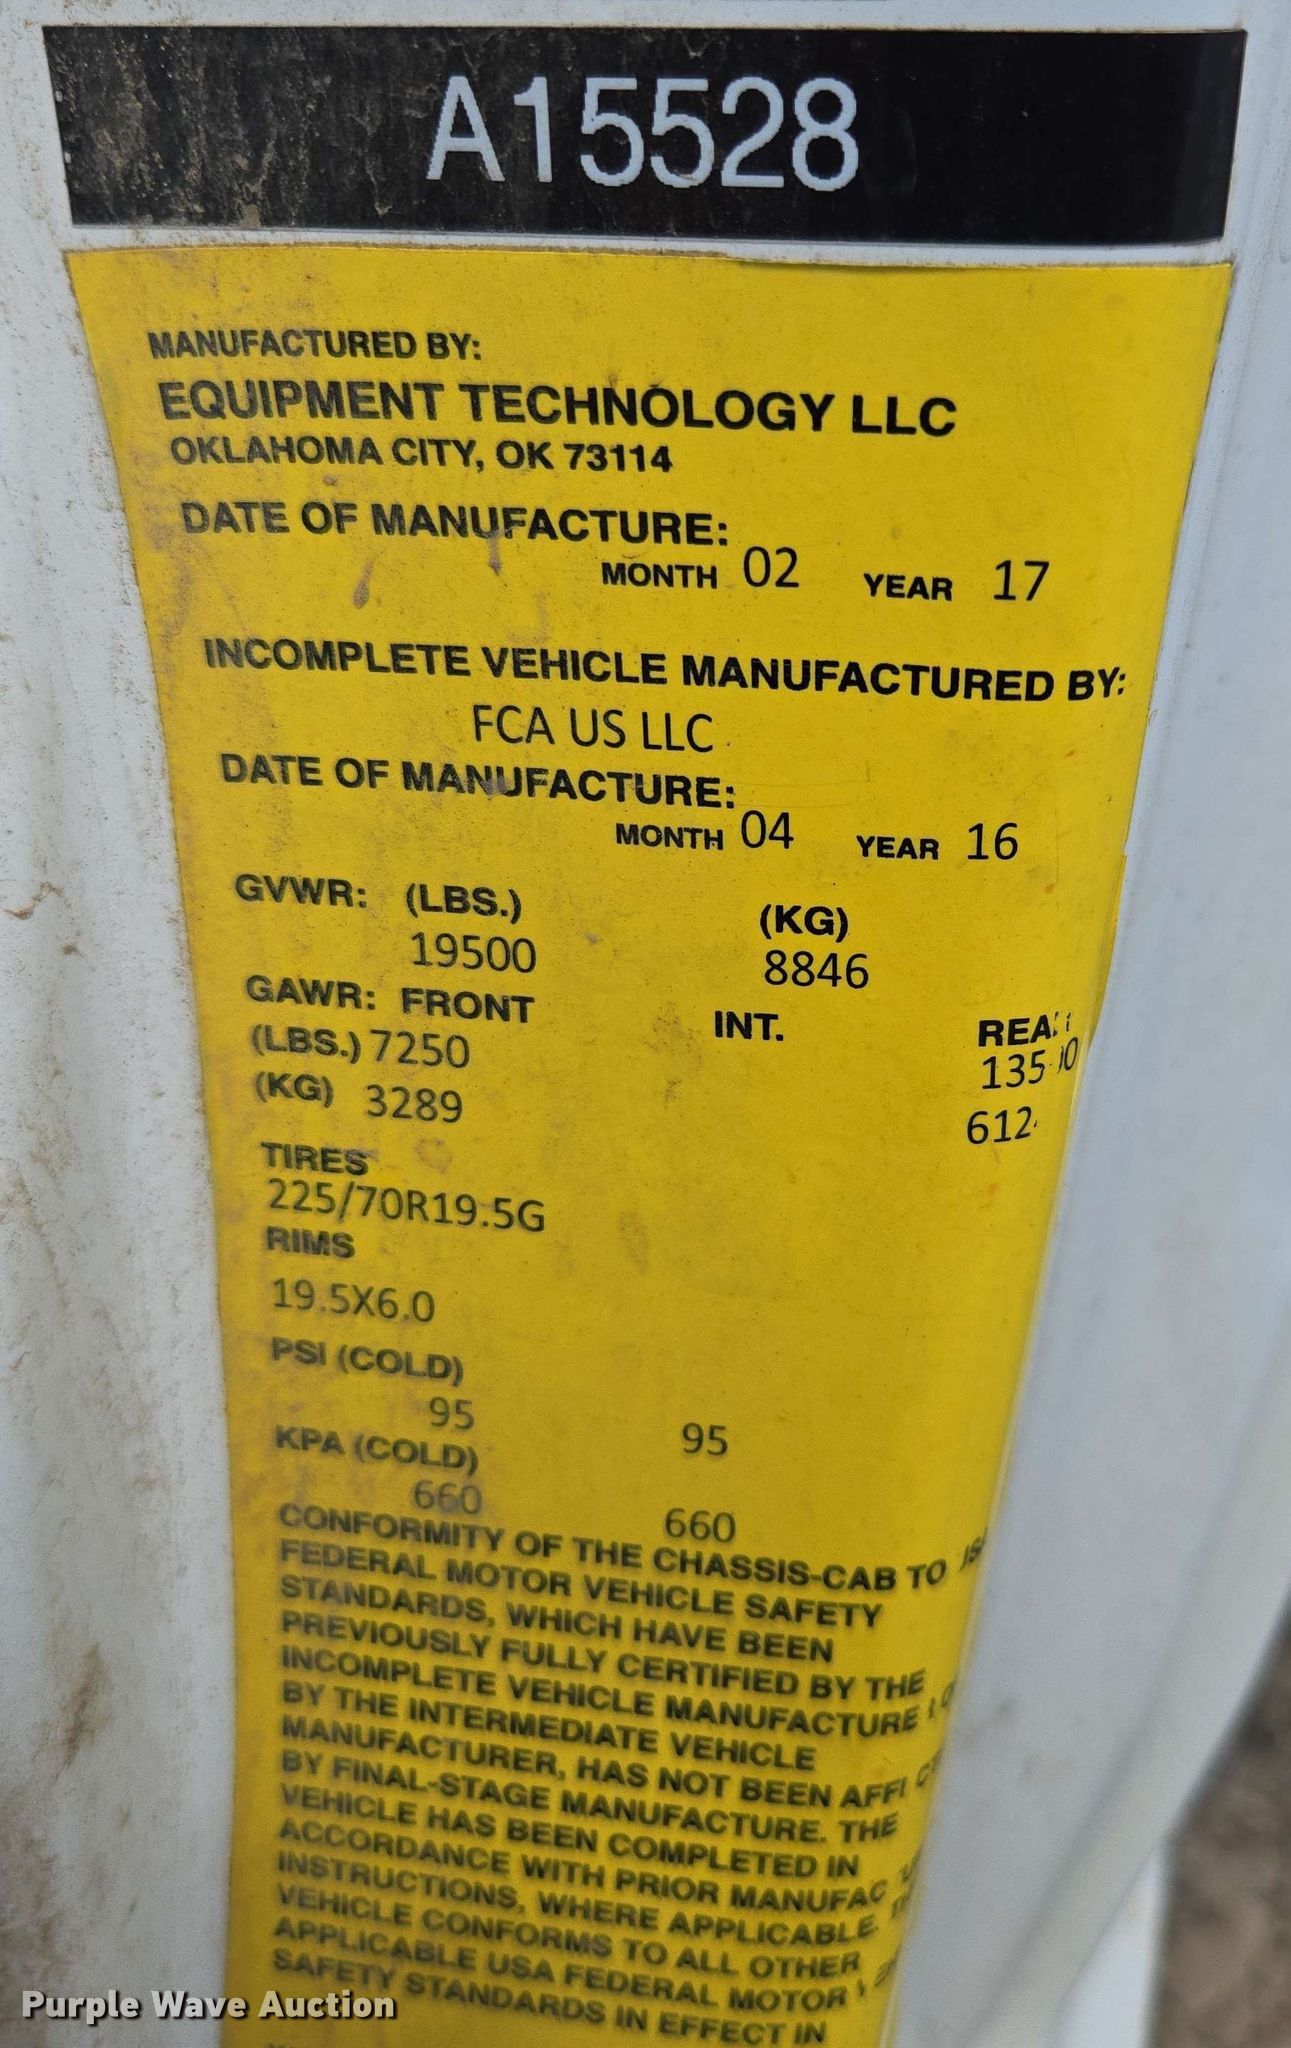 A15528
MANUFACTURED BY:
EQUIPMENT TECHNOLOGY LLC
OKLAHOMA CITY, OK 73114
DATE OF MANUFACTURE:
MONTH 02 YEAR 17
INCOMPLETE VEHICLE MANUFACTURED BY:
FCA US LLC
DATE OF MANUFACTURE:
MONTH 04 YEAR 16
GVWR: (LBS.) (KG)
19500 8846
GAWR: FRONT INT.
(LBS.) 7250
(KG) 3289
TIRES
225/70R19.5G
RIMS
19.5X6.0
PSI (COLD)
95 95
KPA (COLD)
660 660
CONFORMITY OF THE CHASSIS-CAB TO
FEDERAL MOTOR VEHICLE SAFETY
STANDARDS, WHICH HAVE BEEN
PREVIOUSLY FULLY CERTIFIED BY THE
INCOMPLETE VEHICLE MANUFACTURE
BY THE INTERMEDIATE VEHICLE
MANUFACTURER, HAS NOT BEEN
BY FINAL-STAGE MANUFACTURE. THE
VEHICLE HAS BEEN COMPLETED IN
ACCORDANCE WITH PRIOR
INSTRUCTIONS, WHERE APPLICABLE.
VEHICLE CONFORMS TO ALL OTHER
APPLICABLE USA FEDERAL MOTOR
SAFETY STANDARDS IN EFFECT IN
Purple Wave Auction